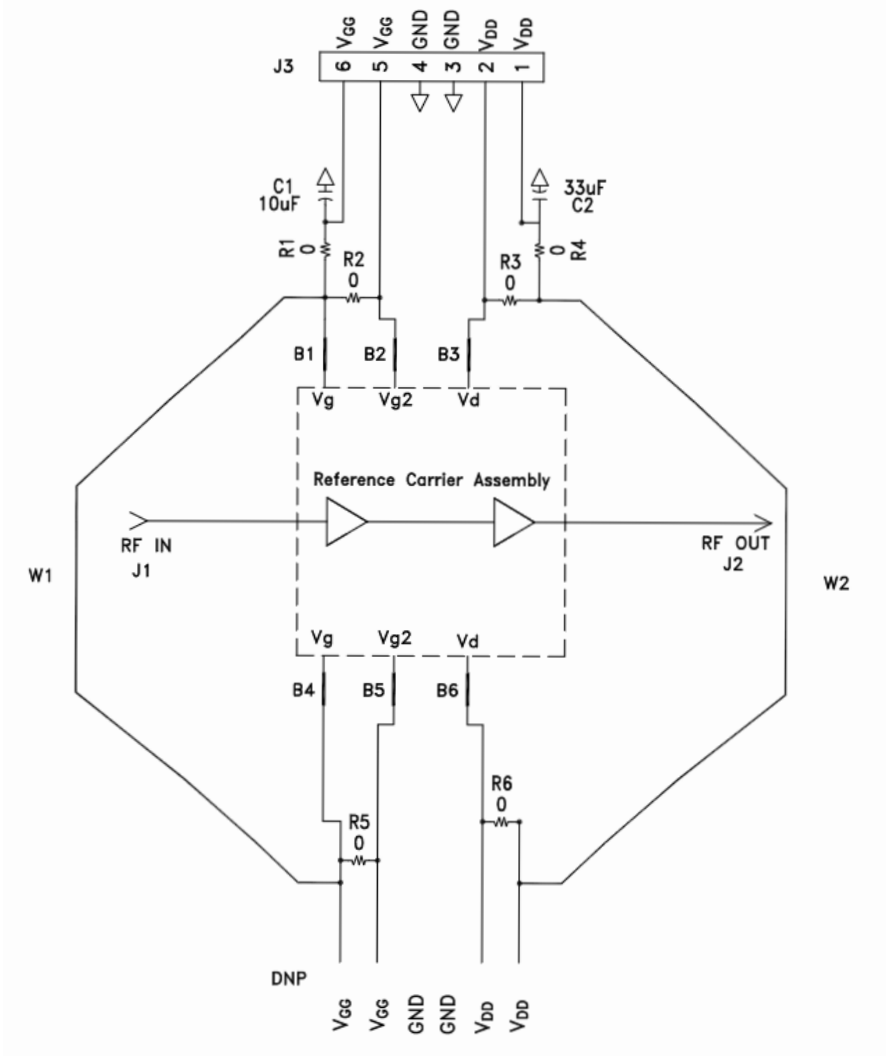 VGG VGG GND GND VDD VDD
J3 6 5 4 3 2 1
C1
10uF
33uF
C2
R1
0
R2
0
R3
0
0
R4
B1 B2 B3
Vg Vg2 Vd
Reference Carrier Assembly
RF IN
J1
RF OUT
J2
W1
W2
Vg Vg2 Vd
B4 B5 B6
R6
0
R5
0
DNP
VGG VGG GND GND VDD VDD